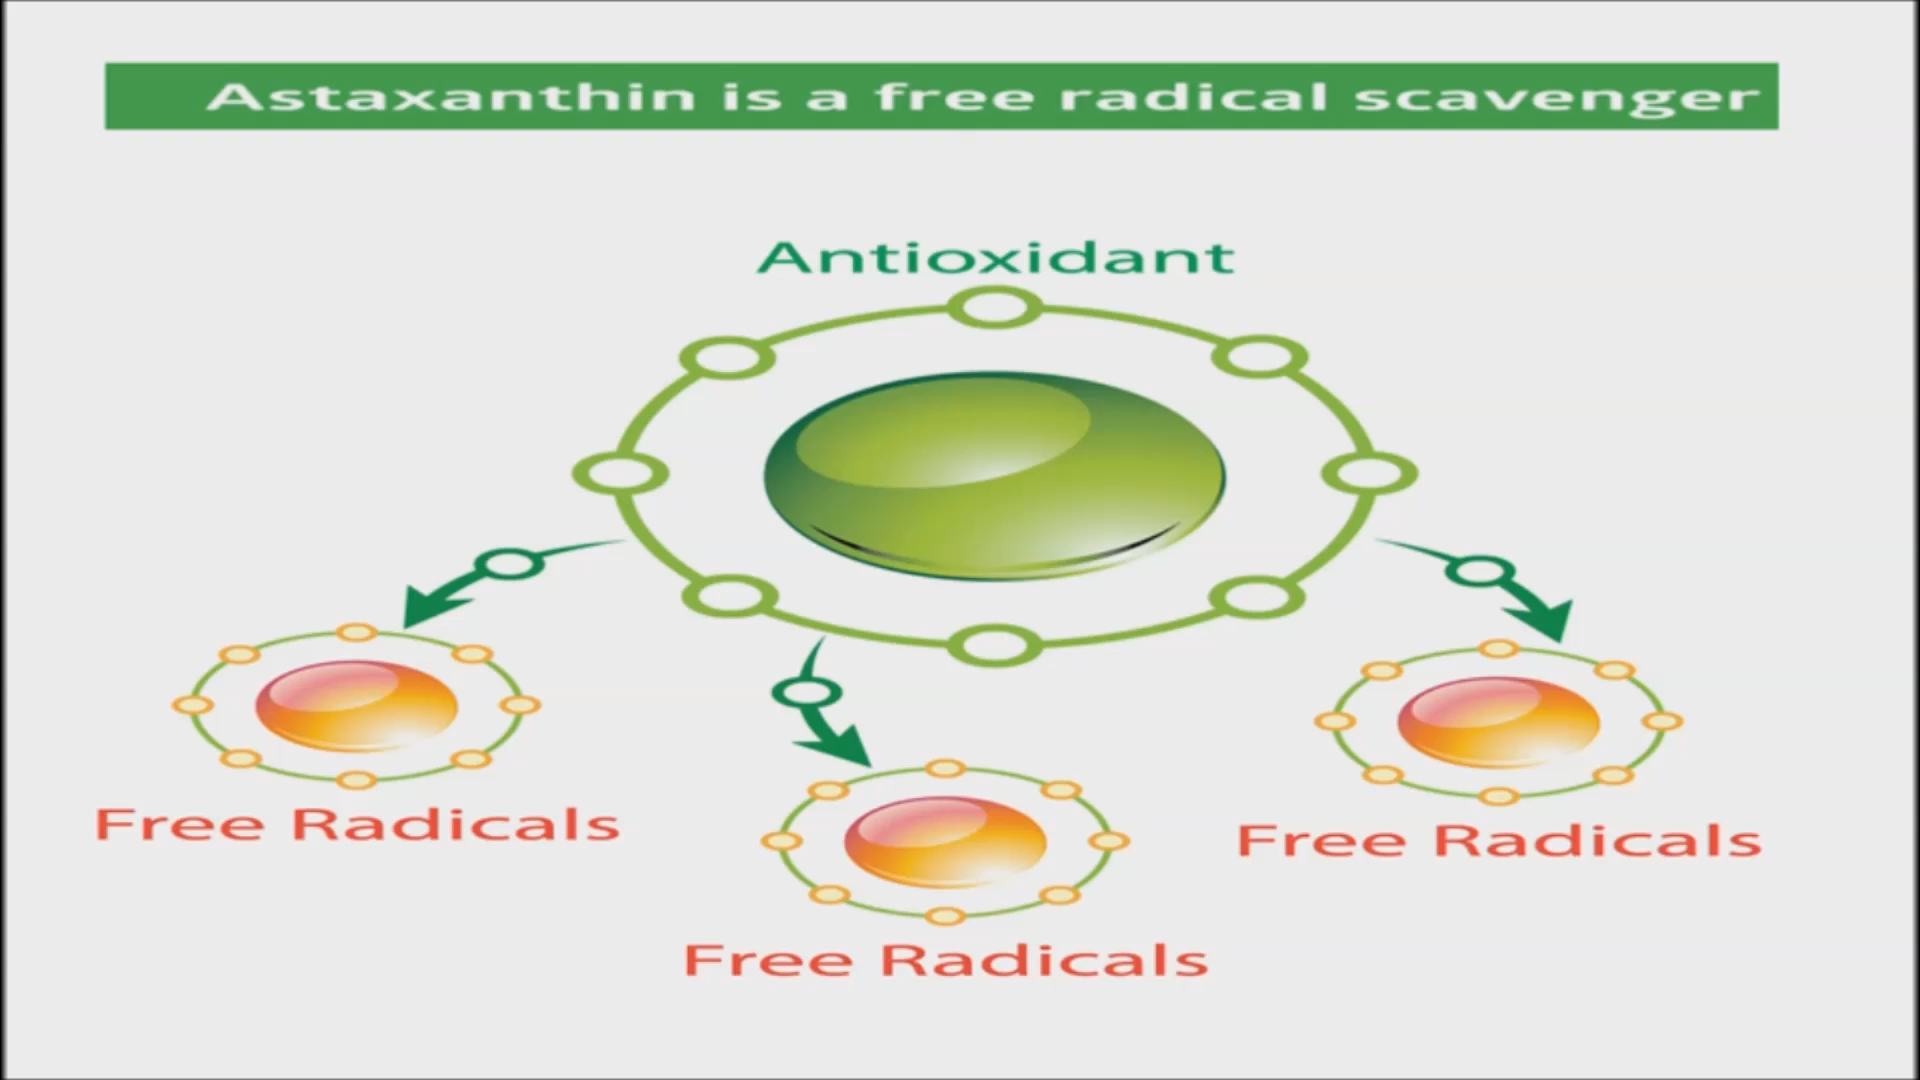 Astaxanthin is a free radical scavenger
Antioxidant
Free Radicals
Free Radicals
Free Radicals